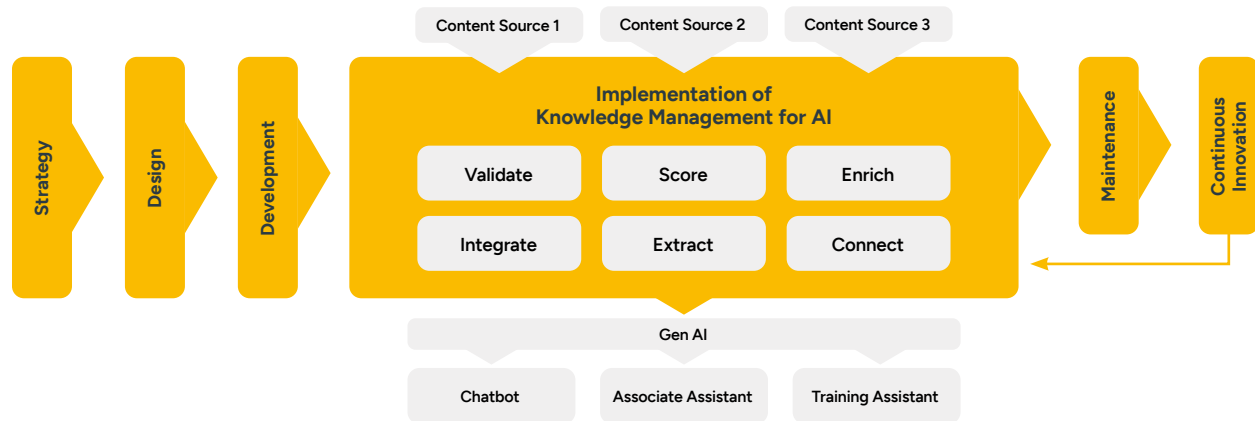 Content Source 1
Content Source 2
Content Source 3
Strategy
Design
Development
Implementation of
Knowledge Management for AI
Validate
Score
Enrich
Integrate
Extract
Connect
Maintenance
Continuous
Innovation
Gen AI
Chatbot
Associate Assistant
Training Assistant